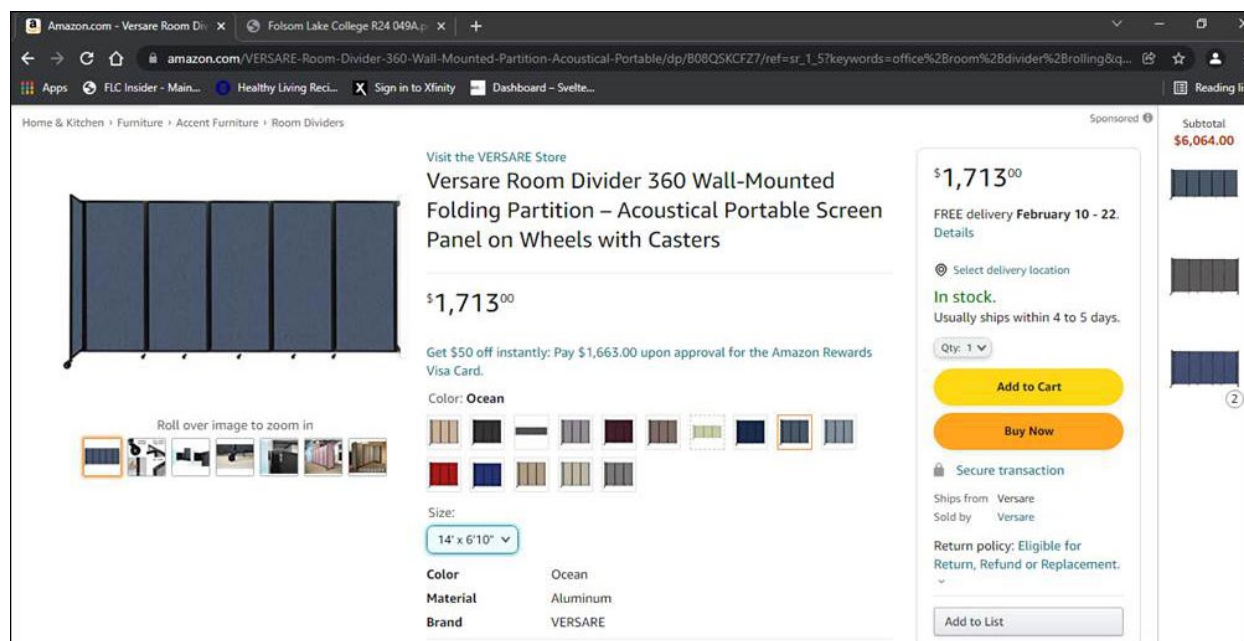 Amazon.com - Versare Room Div
Folsom Lake College R24 049A.p
amazon.com/VERSARE-Room-Divider-360-Wall-Mounted-Partition-Acoustical-Portable/dp/B08QSKCFZ7/ref=sr_1_5?keywords=office%2Broom%2Bdivider%2Brolling&q...
Apps
FLC Insider - Main...
Healthy Living Reci...
Sign in to Xfinity
Dashboard – Svelte...
Reading li
Home & Kitchen › Furniture › Accent Furniture › Room Dividers
Sponsored
Subtotal
$6,064.00
Visit the VERSARE Store
Versare Room Divider 360 Wall-Mounted
Folding Partition – Acoustical Portable Screen
Panel on Wheels with Casters
$1,71300
Get $50 off instantly: Pay $1,663.00 upon approval for the Amazon Rewards
Visa Card.
Color: Ocean
Roll over image to zoom in
Size:
14' x 6'10"
Color Ocean
Material Aluminum
Brand VERSARE
$1,71300
FREE delivery February 10 - 22.
Details
Select delivery location
In stock.
Usually ships within 4 to 5 days.
Qty: 1
Add to Cart
Buy Now
Secure transaction
Ships from Versare
Sold by Versare
Return policy: Eligible for
Return, Refund or Replacement.
Add to List
2